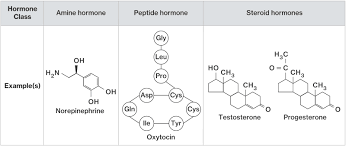 Hormone Class
Amine hormone
Peptide hormone
Steroid hormones
Example(s)
OH
H₂N
OH
OH
Norepinephrine
Gly
Leu
Pro
Asp
Cys
Gln
Cys
Ile
Tyr
Oxytocin
HO
CH₃
CH₃
O
Testosterone
CH₃
O
C
CH₃
CH₃
O
Progesterone